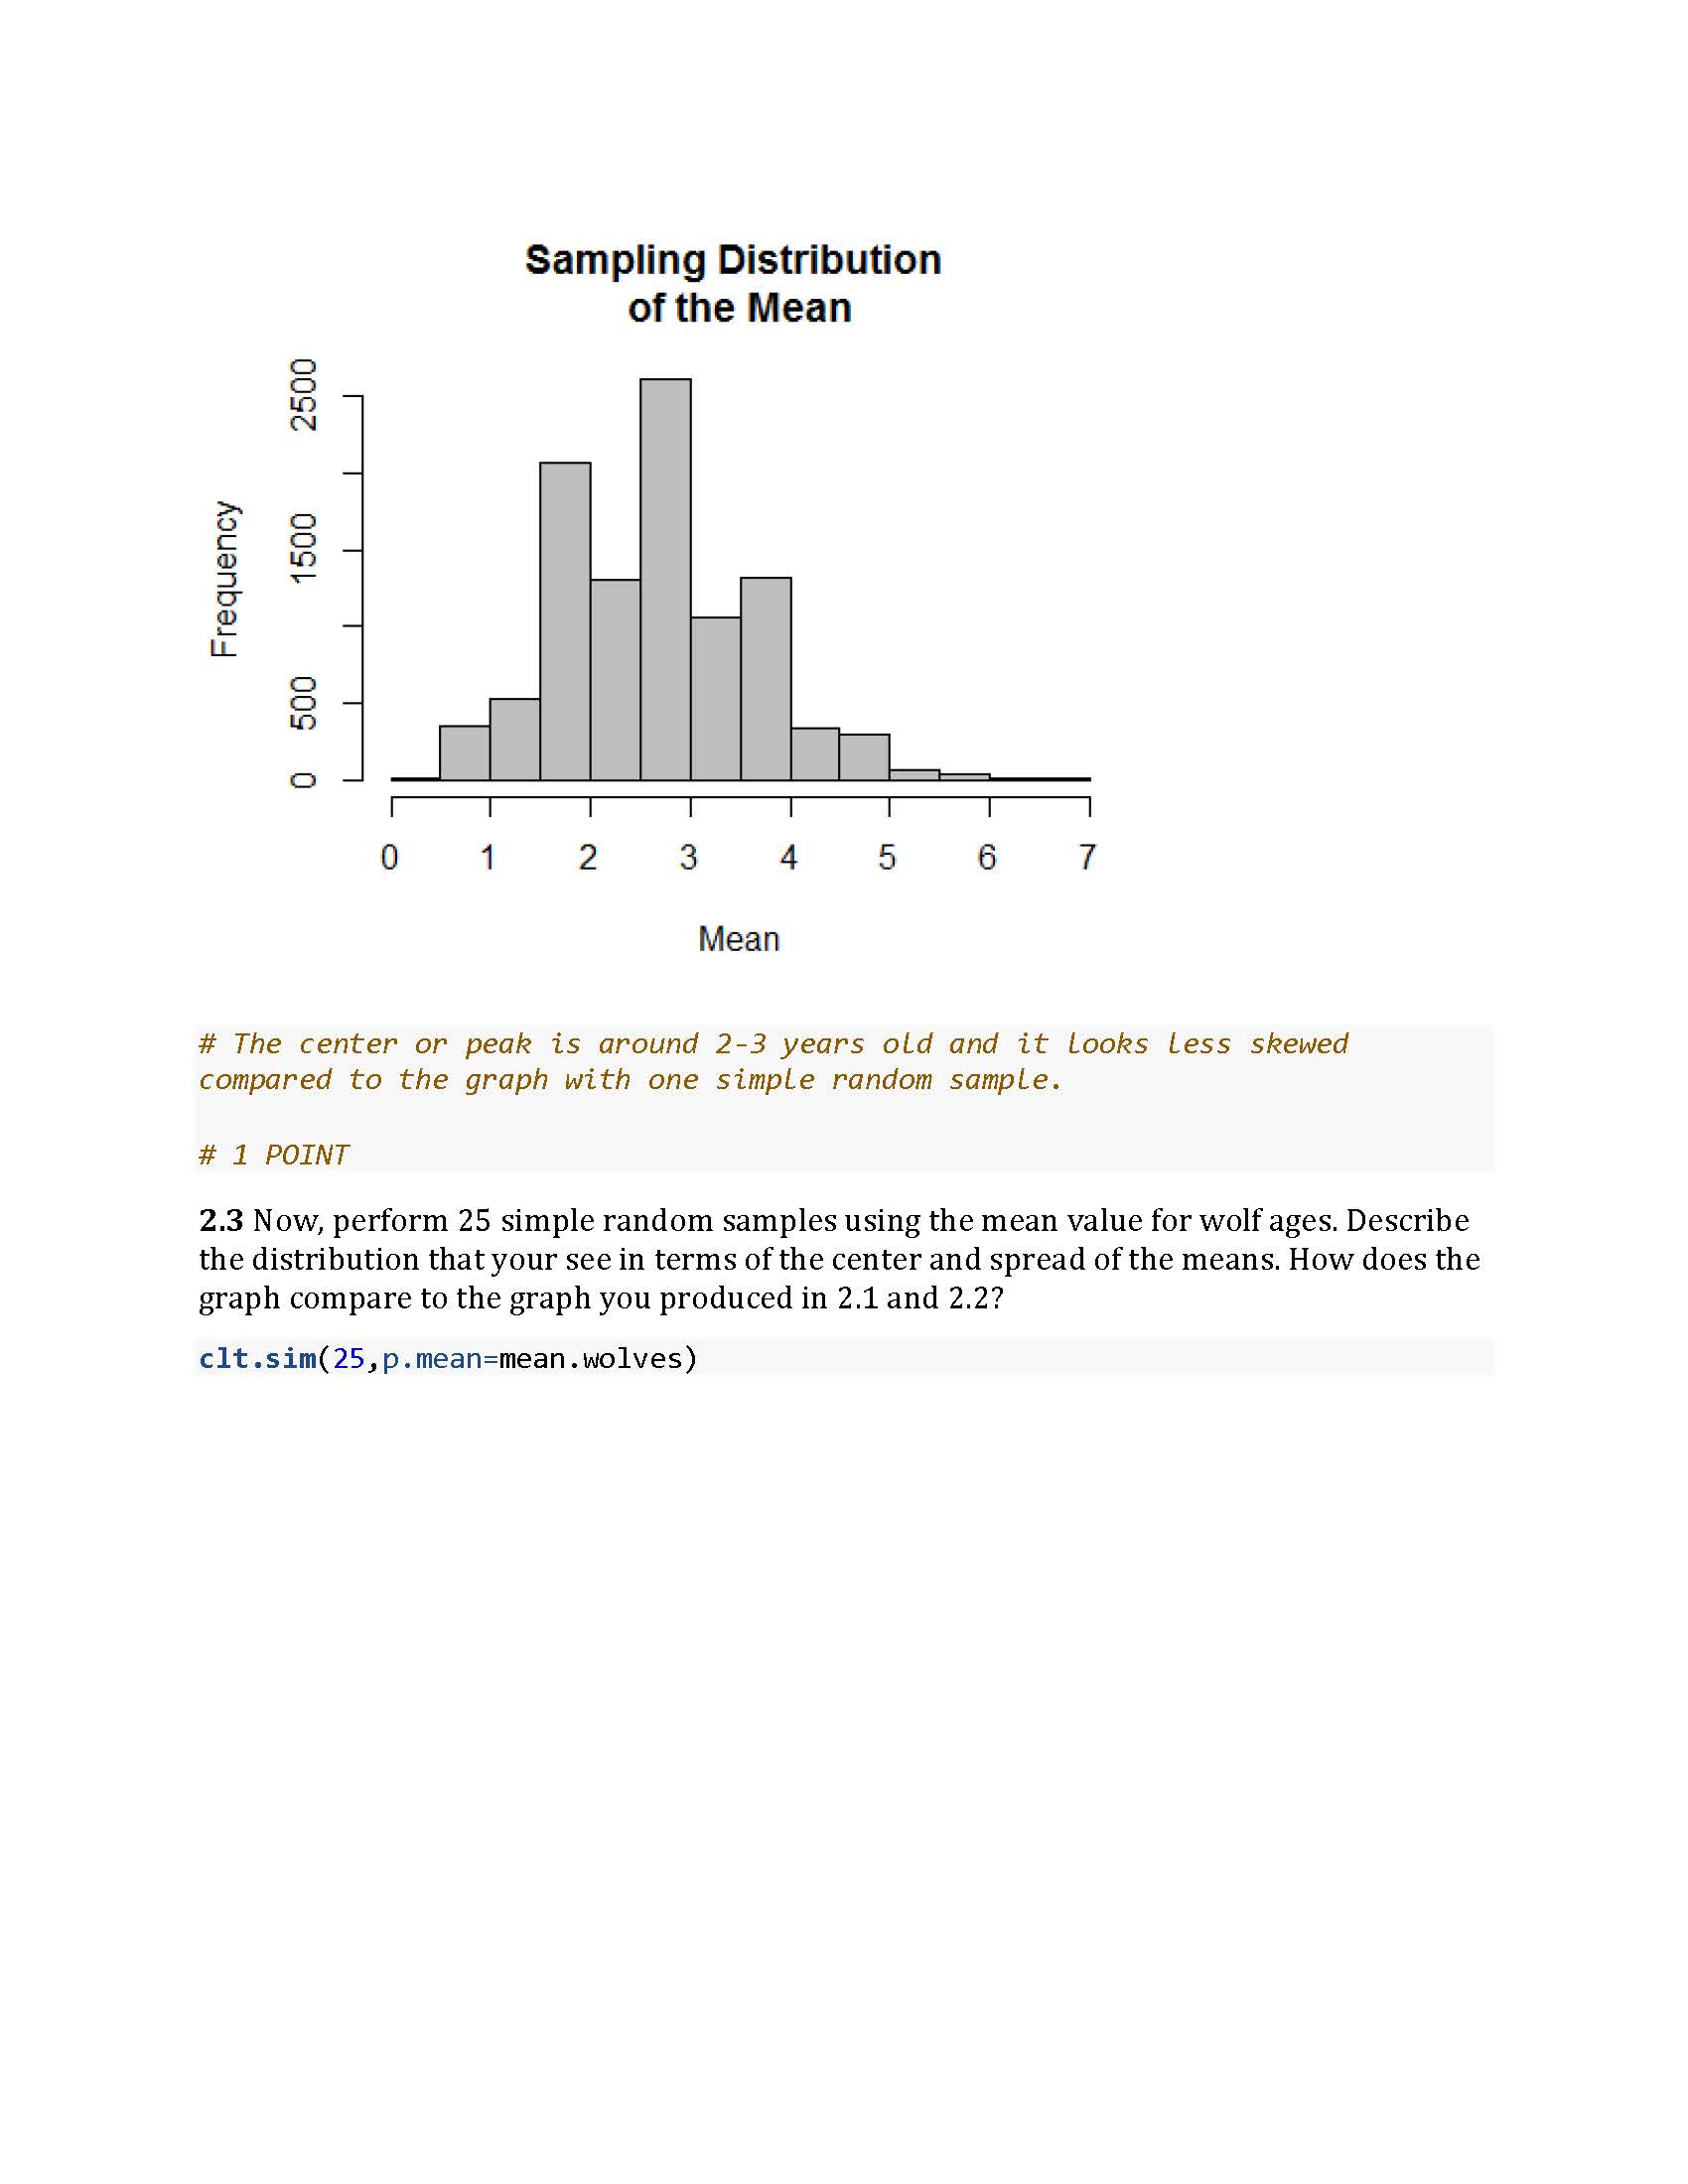 Sampling Distribution
of the Mean
2500
1500
500
0
Frequency
0 1 2 3 4 5 6 7
Mean
# The center or peak is around 2-3 years old and it looks less skewed
compared to the graph with one simple random sample.
# 1 POINT
2.3 Now, perform 25 simple random samples using the mean value for wolf ages. Describe
the distribution that your see in terms of the center and spread of the means. How does the
graph compare to the graph you produced in 2.1 and 2.2?
clt.sim(25,p.mean=mean.wolves)